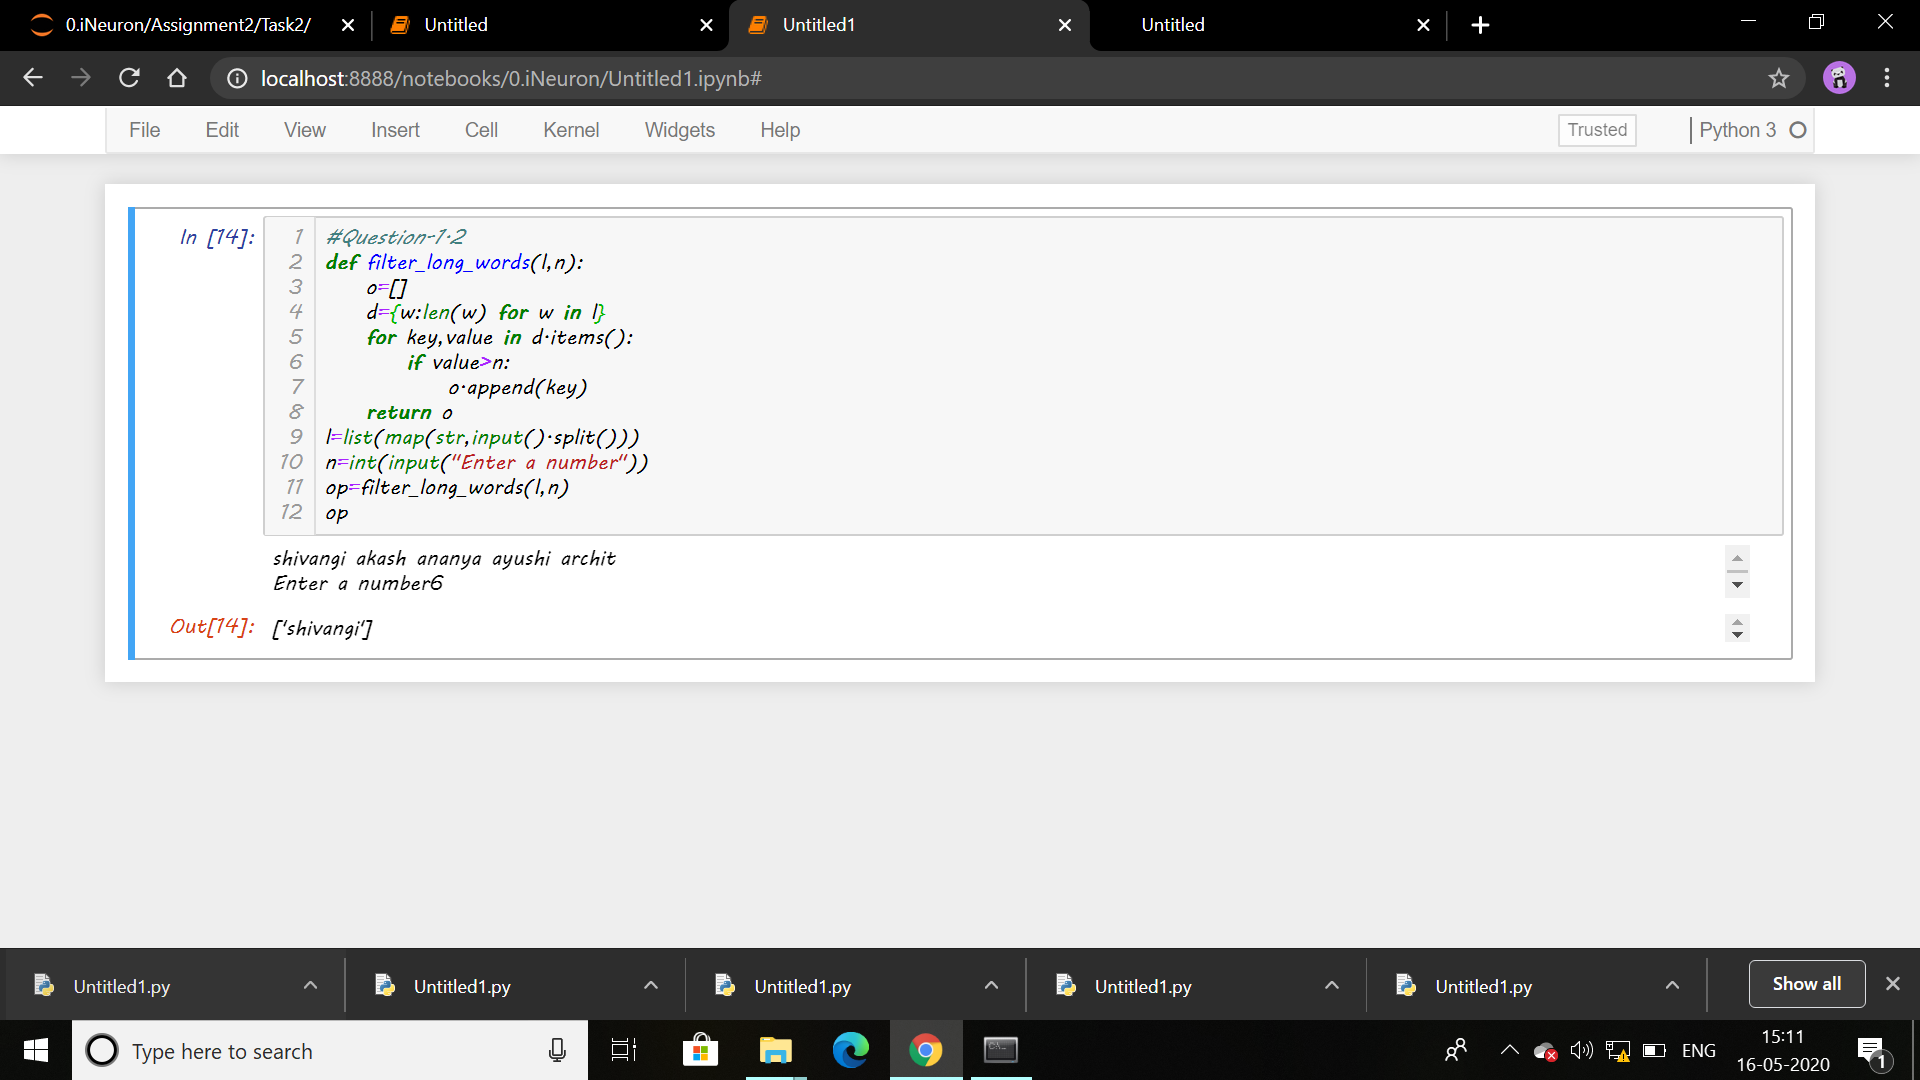 0.iNeuron/Assignment2/Task2/
Untitled
Untitled1
Untitled
localhost:8888/notebooks/0.iNeuron/Untitled1.ipynb#
File Edit View Insert Cell Kernel Widgets Help
Trusted
Python 3
In [14]:
1 #Question-1.2
2 def filter_long_words(l,n):
3 o=[]
4 d={w:len(w) for w in l}
5 for key,value in d.items():
6 if value>n:
7 o.append(key)
8 return o
9 l=list(map(str,input().split()))
10 n=int(input("Enter a number"))
11 op=filter_long_words(l,n)
12 op
shivangi akash ananya ayushi archit
Enter a number6
Out[14]: ['shivangi']
Untitled1.py
Untitled1.py
Untitled1.py
Untitled1.py
Untitled1.py
Show all
Type here to search
ENG
15:11
16-05-2020
1